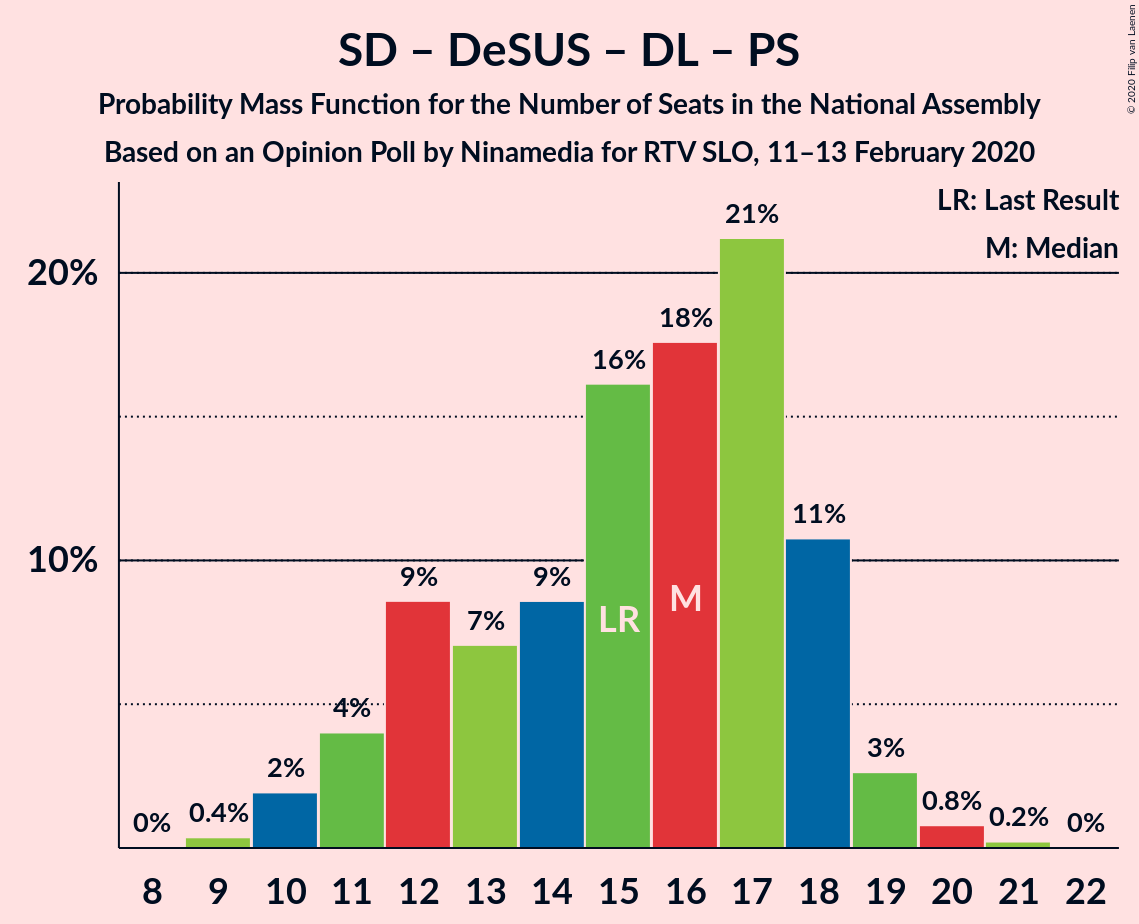 SD – DeSUS – DL – PS
Probability Mass Function for the Number of Seats in the National Assembly
Based on an Opinion Poll by Ninamedia for RTV SLO, 11–13 February 2020
© 2020 Filip van Laenen
LR: Last Result
M: Median
20%
10%
0%
0.4%
2%
4%
9%
7%
9%
16%
18%
21%
11%
3%
0.8%
0.2%
0%
LR
M
8 9 10 11 12 13 14 15 16 17 18 19 20 21 22